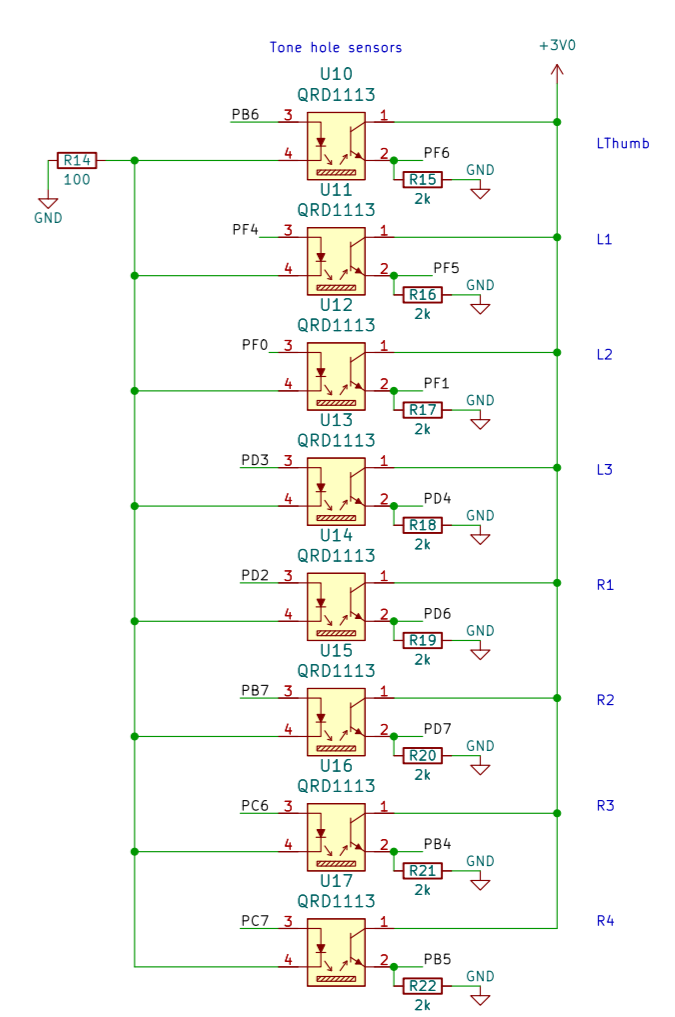 Tone hole sensors
+3V0
U10
QRD1113
PB6 3 1
LThumb
R14 4 2 PF6
100
GND
R15 GND
2k
U11
QRD1113
PF4 3 1
L1
4 2 PF5
R16 GND
2k
U12
QRD1113
PF0 3 1
L2
4 2 PF1
R17 GND
2k
U13
QRD1113
PD3 3 1
L3
4 2 PD4
R18 GND
2k
U14
QRD1113
PD2 3 1
R1
4 2 PD6
R19 GND
2k
U15
QRD1113
PB7 3 1
R2
4 2 PD7
R20 GND
2k
U16
QRD1113
PC6 3 1
R3
4 2 PB4
R21 GND
2k
U17
QRD1113
PC7 3 1
R4
4 2 PB5
R22 GND
2k